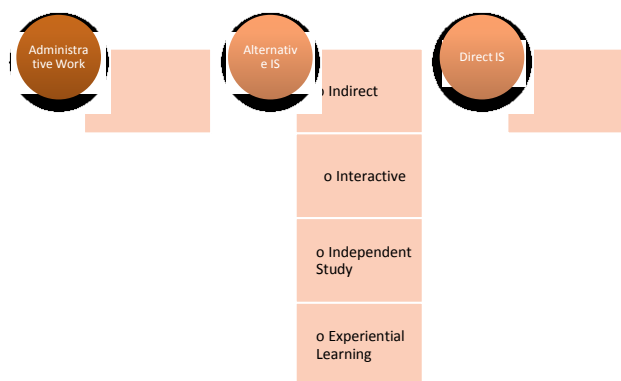 Administra
tive Work
Alternativ
e IS
Direct IS
o Indirect
o Interactive
o Independent
Study
o Experiential
Learning